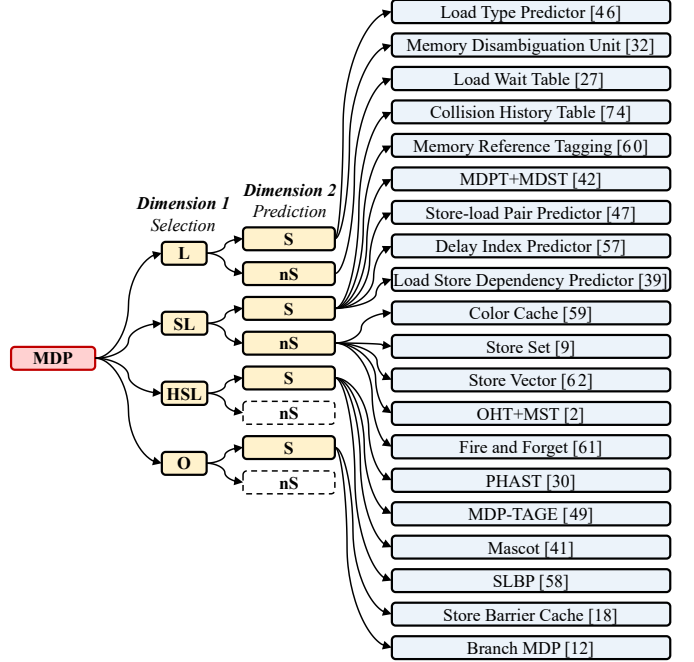 Load Type Predictor [46]
Memory Disambiguation Unit [32]
Load Wait Table [27]
Collision History Table [74]
Memory Reference Tagging [60]
MDPT+MDST [42]
Store-load Pair Predictor [47]
Delay Index Predictor [57]
Load Store Dependency Predictor [39]
Color Cache [59]
Store Set [9]
Store Vector [62]
OHT+MST [2]
Fire and Forget [61]
PHAST [30]
MDP-TAGE [49]
Mascot [41]
SLBP [58]
Store Barrier Cache [18]
Branch MDP [12]
Dimension 1
Selection
Dimension 2
Prediction
MDP
L
S
nS
SL
S
nS
HSL
S
nS
O
S
nS